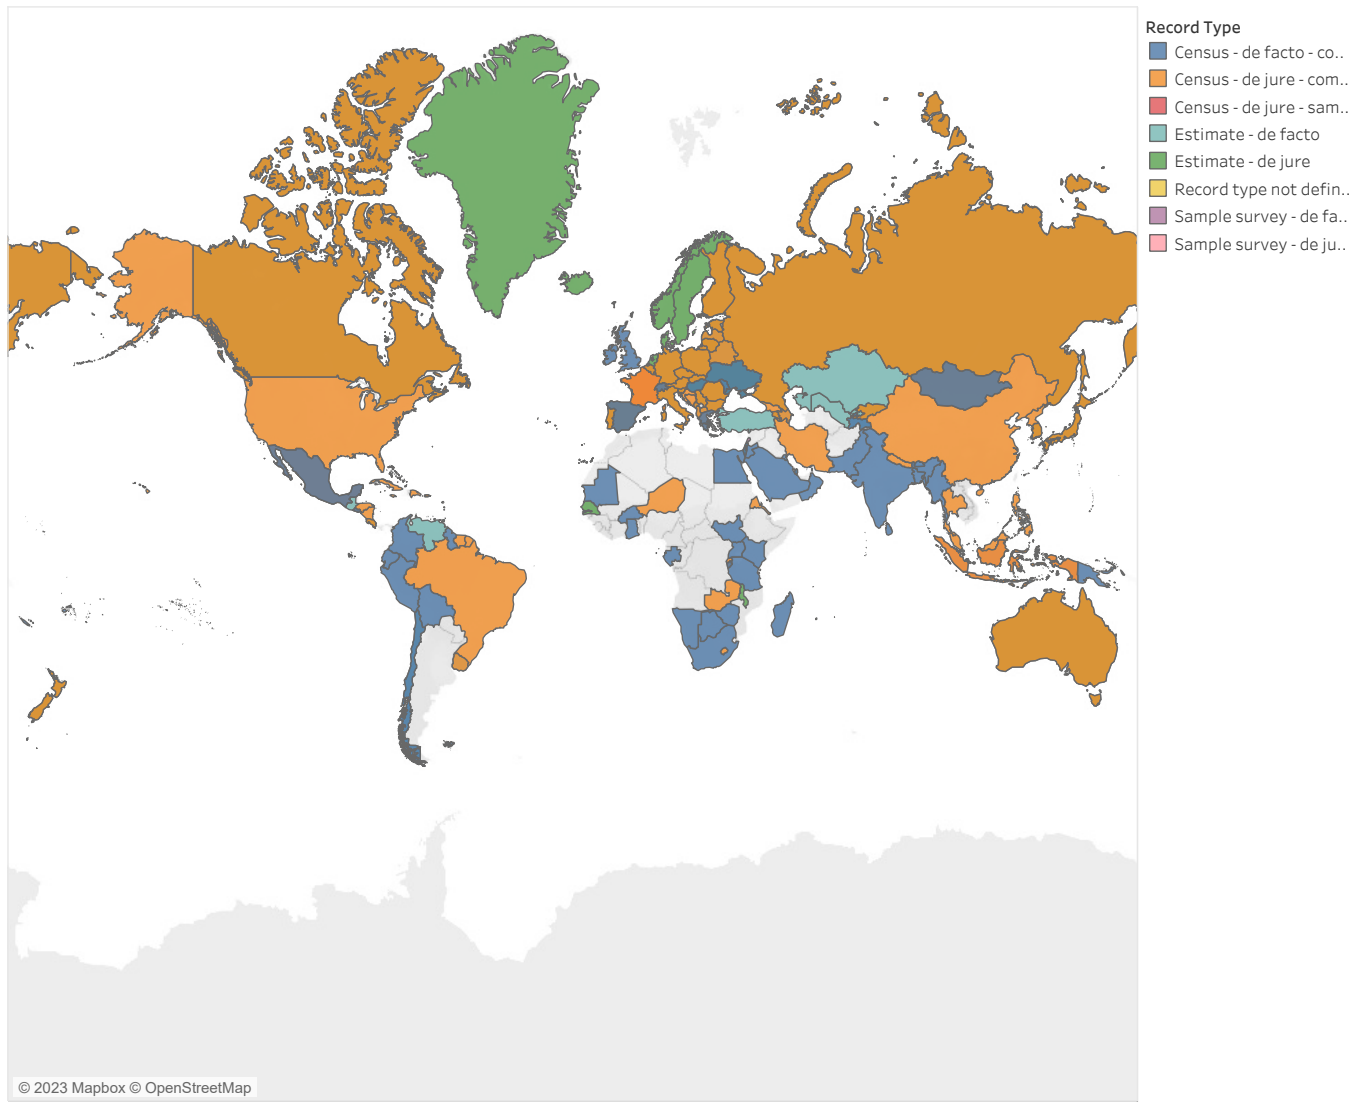 Record Type
Census - de facto - co..
Census - de jure - com..
Census - de jure - sam..
Estimate - de facto
Estimate - de jure
Record type not defin..
Sample survey - de fa..
Sample survey - de ju..
© 2023 Mapbox © OpenStreetMap